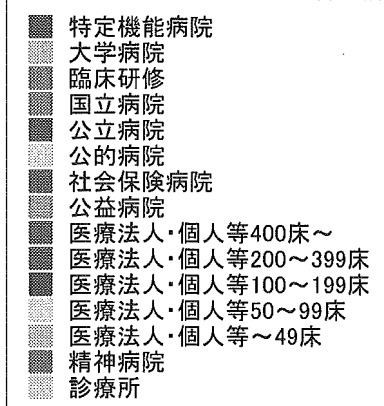 特定機能病院
大学病院
臨床研修
国立病院
公立病院
公的病院
社会保険病院
公益病院
医療法人・個人等400床～
医療法人・個人等200～399床
医療法人・個人等100～199床
医療法人・個人等50～99床
医療法人・個人等～49床
精神病院
診療所